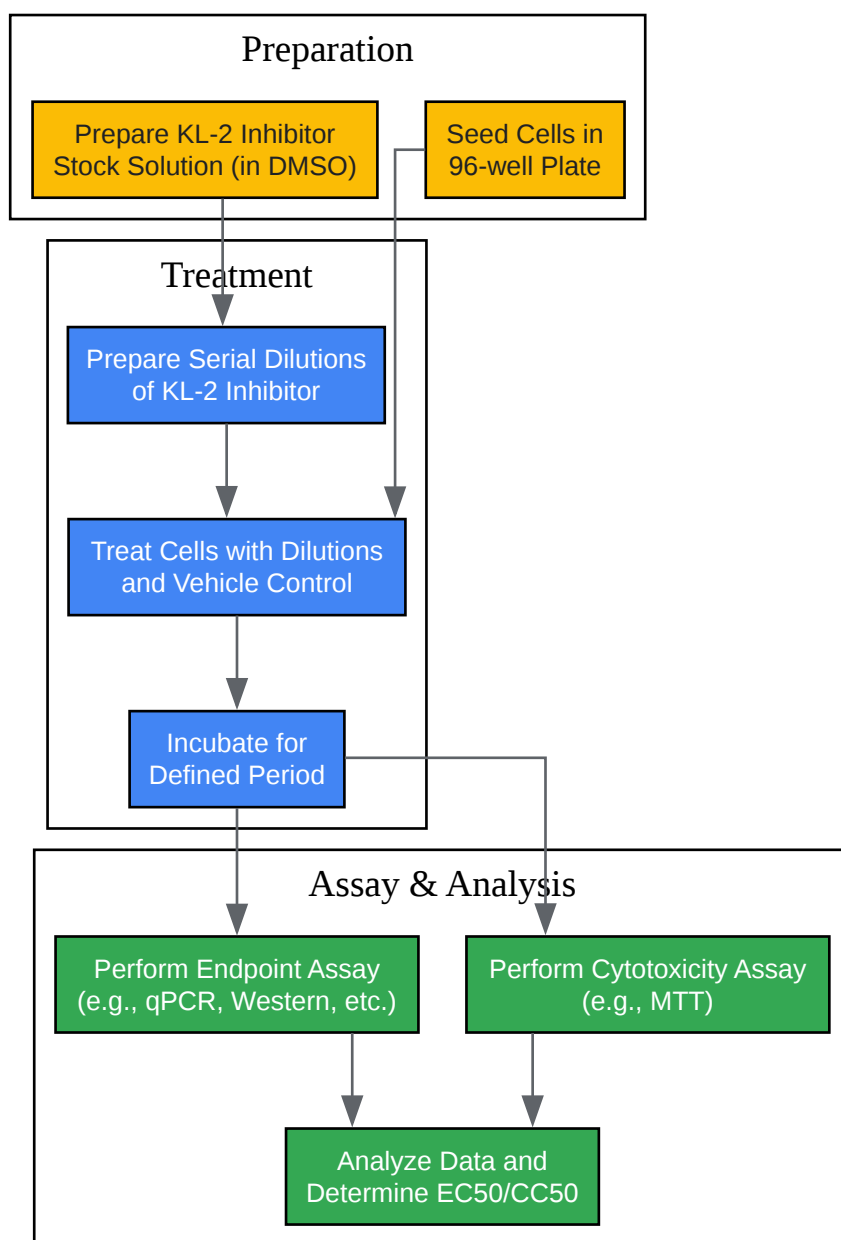 Preparation
Prepare KL-2 Inhibitor
Stock Solution (in DMSO)
Seed Cells in
96-well Plate
Treatment
Prepare Serial Dilutions
of KL-2 Inhibitor
Treat Cells with Dilutions
and Vehicle Control
Incubate for
Defined Period
Assay & Analysis
Perform Endpoint Assay
(e.g., qPCR, Western, etc.)
Perform Cytotoxicity Assay
(e.g., MTT)
Analyze Data and
Determine EC50/CC50